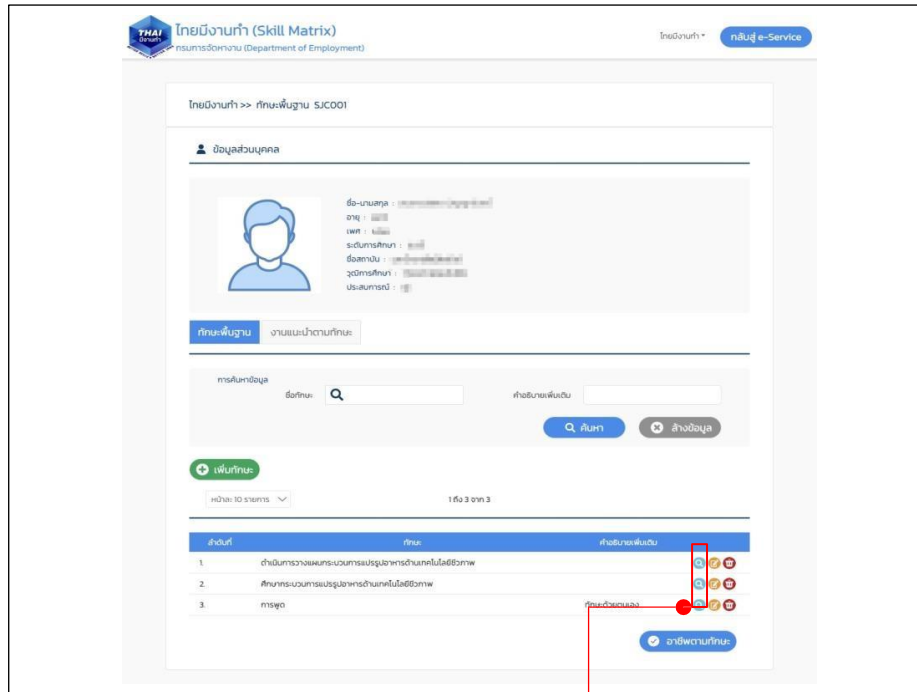 THAI
มีงานทำ
ไทยมีงานทำ (Skill Matrix)
กรมการจัดหางาน (Department of Employment)
ไทยมีงานทำ
กลับสู่ e-Service
ไทยมีงานทำ >> ทักษะพื้นฐาน SJC001
ข้อมูลส่วนบุคคล
ชื่อ-นามสกุล :
อายุ :
เพศ :
ระดับการศึกษา :
ชื่อสถาบัน :
วุฒิการศึกษา :
ประสบการณ์ :
ทักษะพื้นฐาน งานแนะนำตามทักษะ
การค้นหาข้อมูล
ชื่อทักษะ คำอธิบายเพิ่มเติม
ค้นหา ล้างข้อมูล
เพิ่มทักษะ
หน้าละ 10 รายการ 1 ถึง 3 จาก 3
ลำดับที่ ทักษะ คำอธิบายเพิ่มเติม
1. ดำเนินการวางแผนกระบวนการแปรรูปอาหารด้านเทคโนโลยีชีวภาพ
2. ศึกษากระบวนการแปรรูปอาหารด้านเทคโนโลยีชีวภาพ
3. การพูด ทักษะด้วยตนเอง
อาชีพตามทักษะ